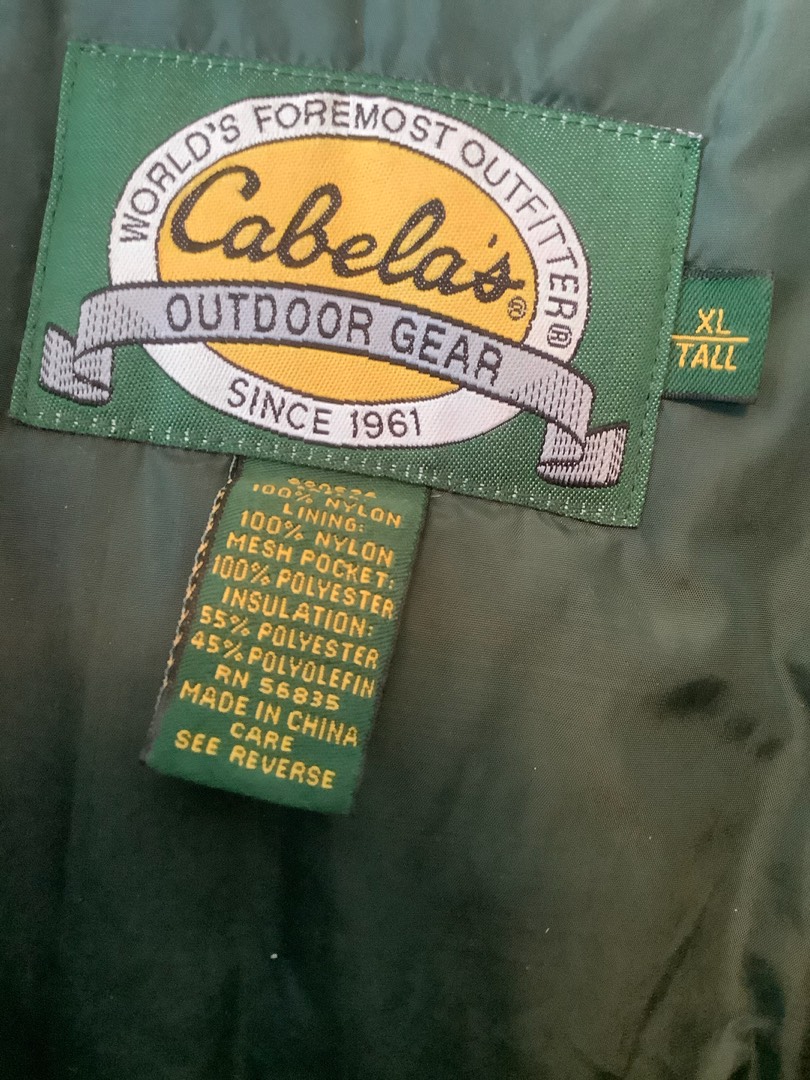 WORLD'S FOREMOST OUTFITTER®
Cabela's®
OUTDOOR GEAR
SINCE 1961
XL
TALL
100% NYLON
LINING:
100% NYLON
MESH POCKET:
100% POLYESTER
INSULATION:
55% POLYESTER
45% POLYOLEFIN
RN 56835
MADE IN CHINA
CARE
SEE REVERSE